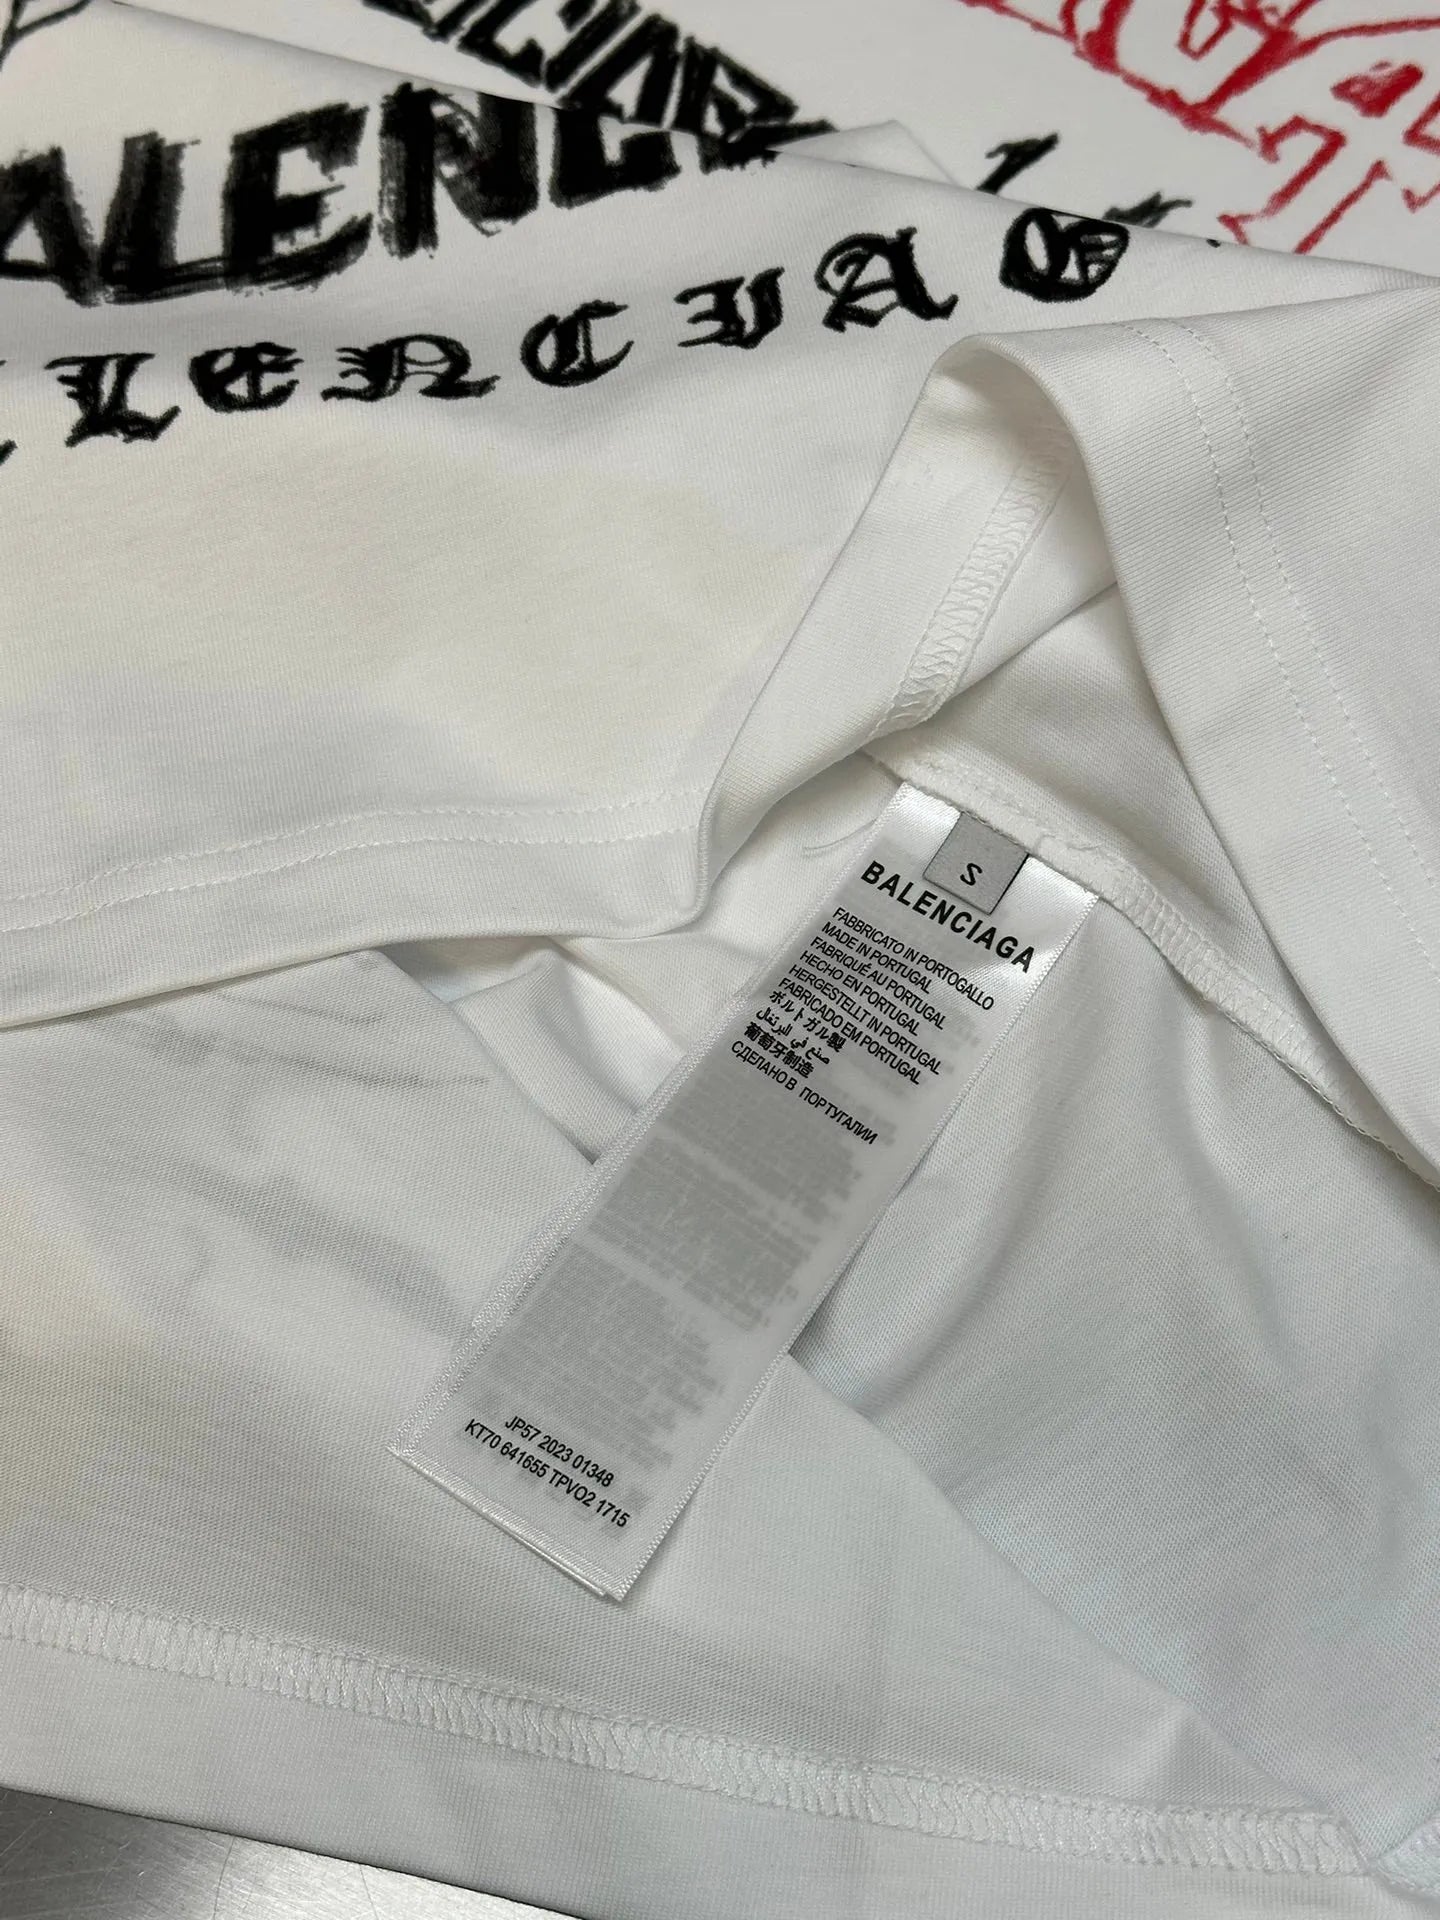 ALENC
LENCIAG
S
BALENCIAGA
FABBRICATO IN PORTOGALLO
MADE IN PORTUGAL
FABRIQUÉ AU PORTUGAL
HECHO EN PORTUGAL
HERGESTELLT IN PORTUGAL
FABRICADO EM PORTUGAL
ポルトガル製
صنع في البرتغال
葡萄牙制造
СДЕЛАНО В ПОРТУГАЛИИ
JP57 2023 01348
KT70 641655 TPVO2 1715